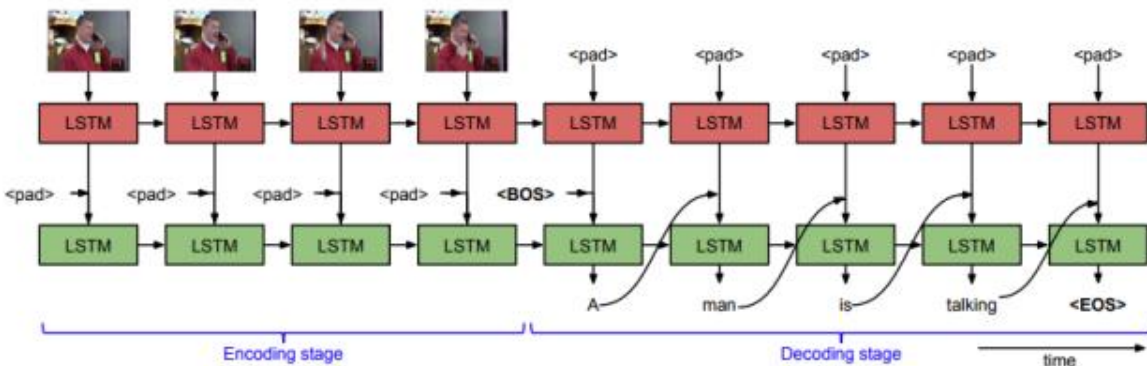 <pad> <pad> <pad> <pad> <pad>
LSTM LSTM LSTM LSTM LSTM LSTM LSTM LSTM LSTM
<pad> <pad> <pad> <pad> <BOS>
LSTM LSTM LSTM LSTM LSTM LSTM LSTM LSTM LSTM
A man is talking <EOS>
Encoding stage Decoding stage
time